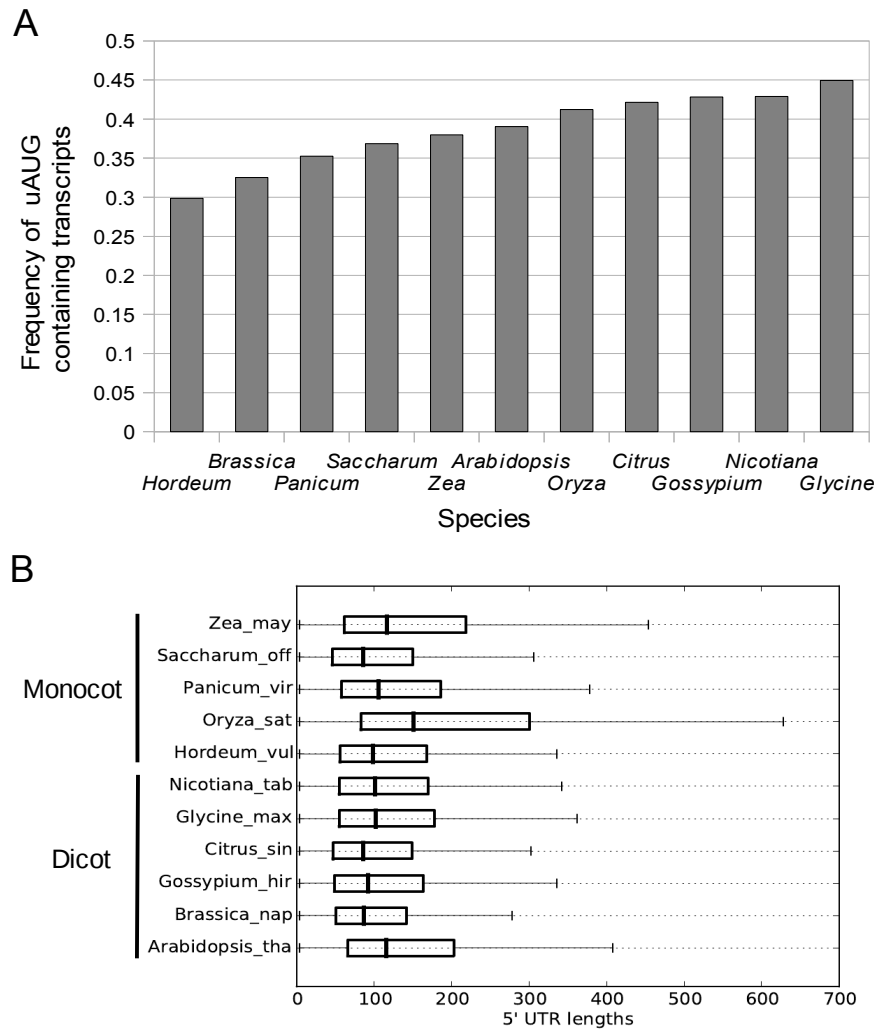 A
0.5
0.45
0.4
0.35
0.3
0.25
0.2
0.15
0.1
0.05
0
Frequency of uAUG
containing transcripts
Brassica Saccharum Arabidopsis Citrus Nicotiana
Hordeum Panicum Zea Oryza Gossypium Glycine
Species
B
Monocot
Zea_may
Saccharum_off
Panicum_vir
Oryza_sat
Hordeum_vul
Dicot
Nicotiana_tab
Glycine_max
Citrus_sin
Gossypium_hir
Brassica_nap
Arabidopsis_tha
0 100 200 300 400 500 600 700
5' UTR lengths